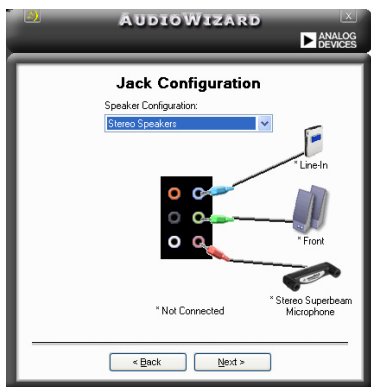 AUDIOWIZARD
ANALOG
DEVICES
Jack Configuration
Speaker Configuration:
Stereo Speakers
* Line-In
* Front
* Not Connected
* Stereo Superbeam
Microphone
< Back
Next >